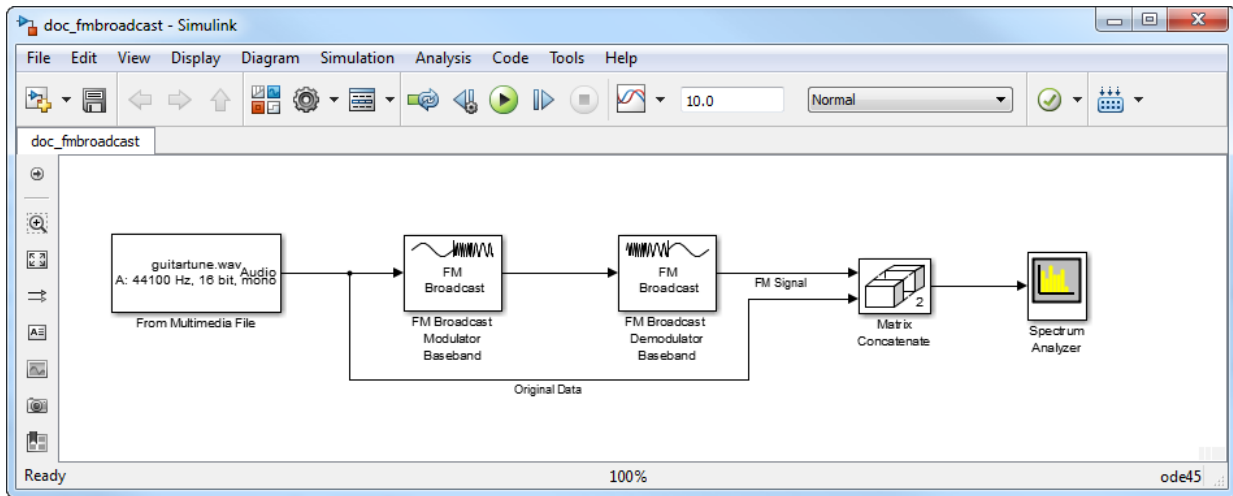 doc_fmbroadcast - Simulink
File Edit View Display Diagram Simulation Analysis Code Tools Help
10.0 Normal
doc_fmbroadcast
guitartune.wav
A: 44100 Hz, 16 bit, mono
Audio
From Multimedia File
FM
Broadcast
FM Broadcast
Modulator
Baseband
FM
Broadcast
FM Broadcast
Demodulator
Baseband
FM Signal
Original Data
2
Matrix
Concatenate
Spectrum
Analyzer
Ready 100% ode45